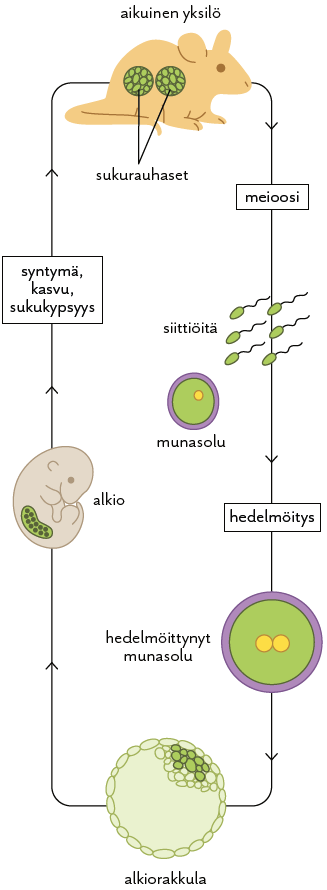 aikuinen yksilö
sukurauhaset
meioosi
syntymä,
kasvu,
sukukypsyys
siittiöitä
munasolu
alkio
hedelmöitys
hedelmöittynyt
munasolu
alkiorakkula